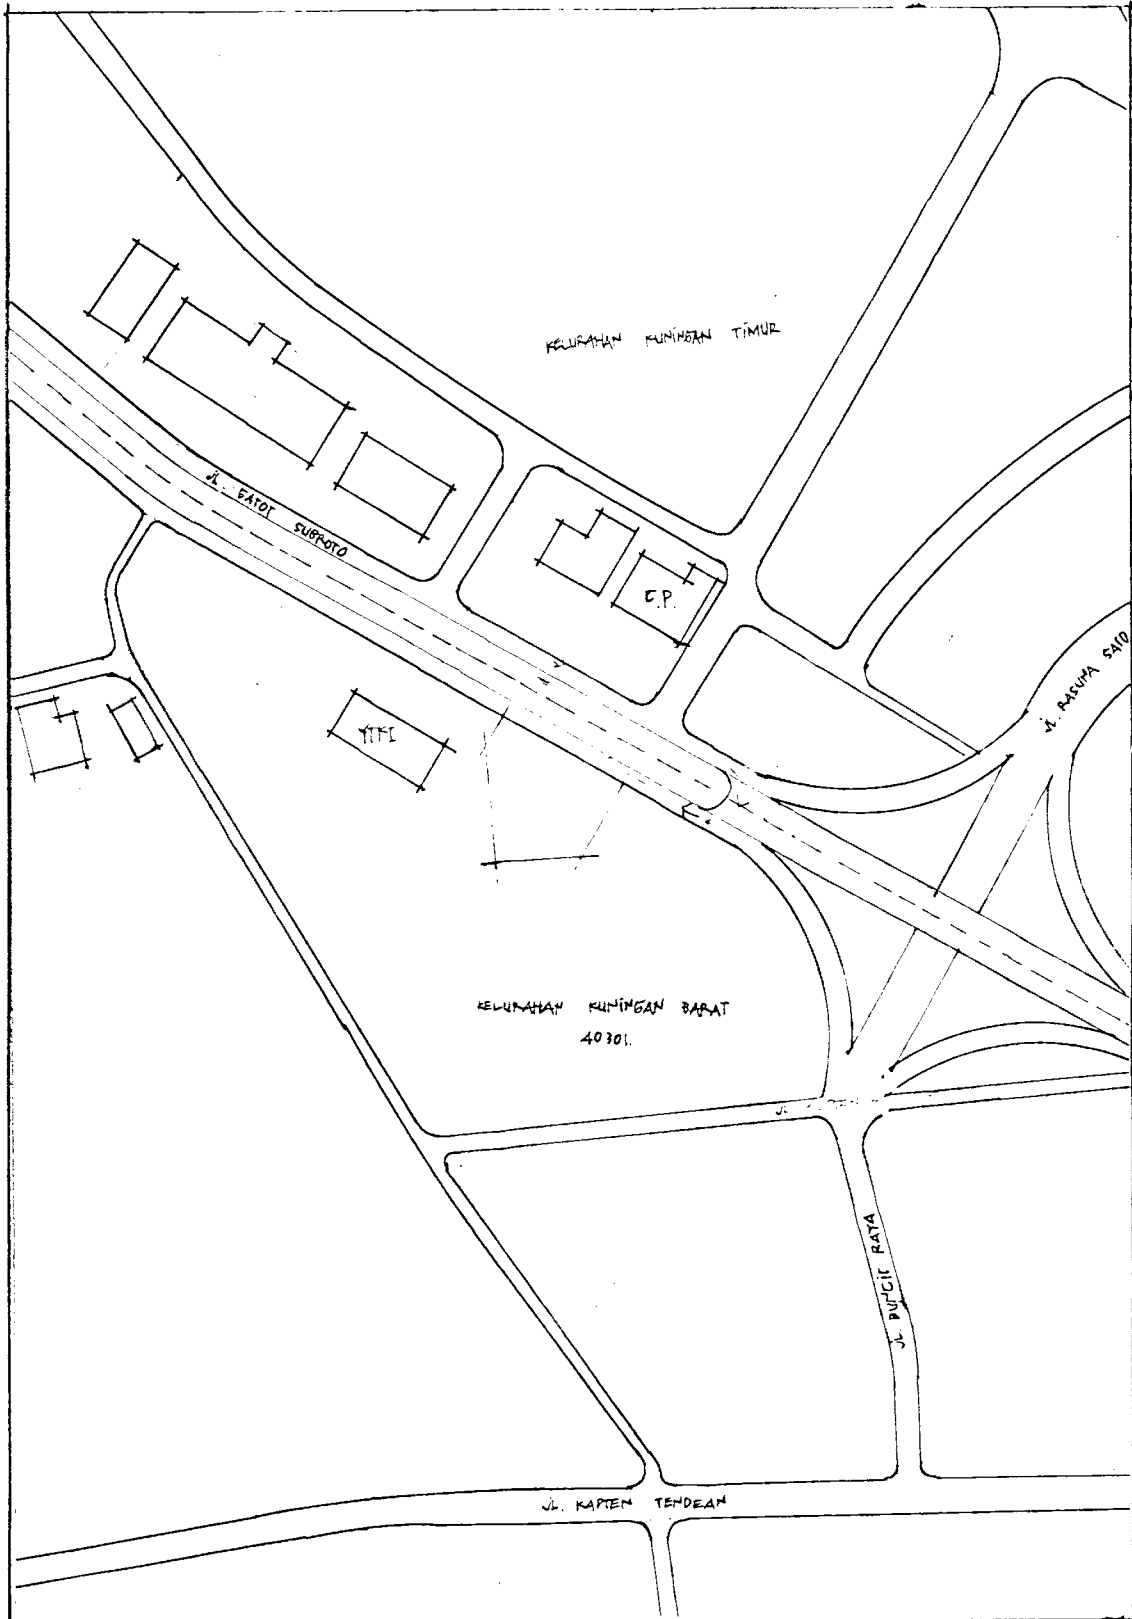 KELURAHAN KUNINGAN TIMUR
JL. GATOT SUBROTO
C.P.
JL. RASUNA SAID
YTKI
KELURAHAN KUNINGAN BARAT
40301.
JL.
JL. BUNCIT RAYA
JL. KAPTEN TENDEAN